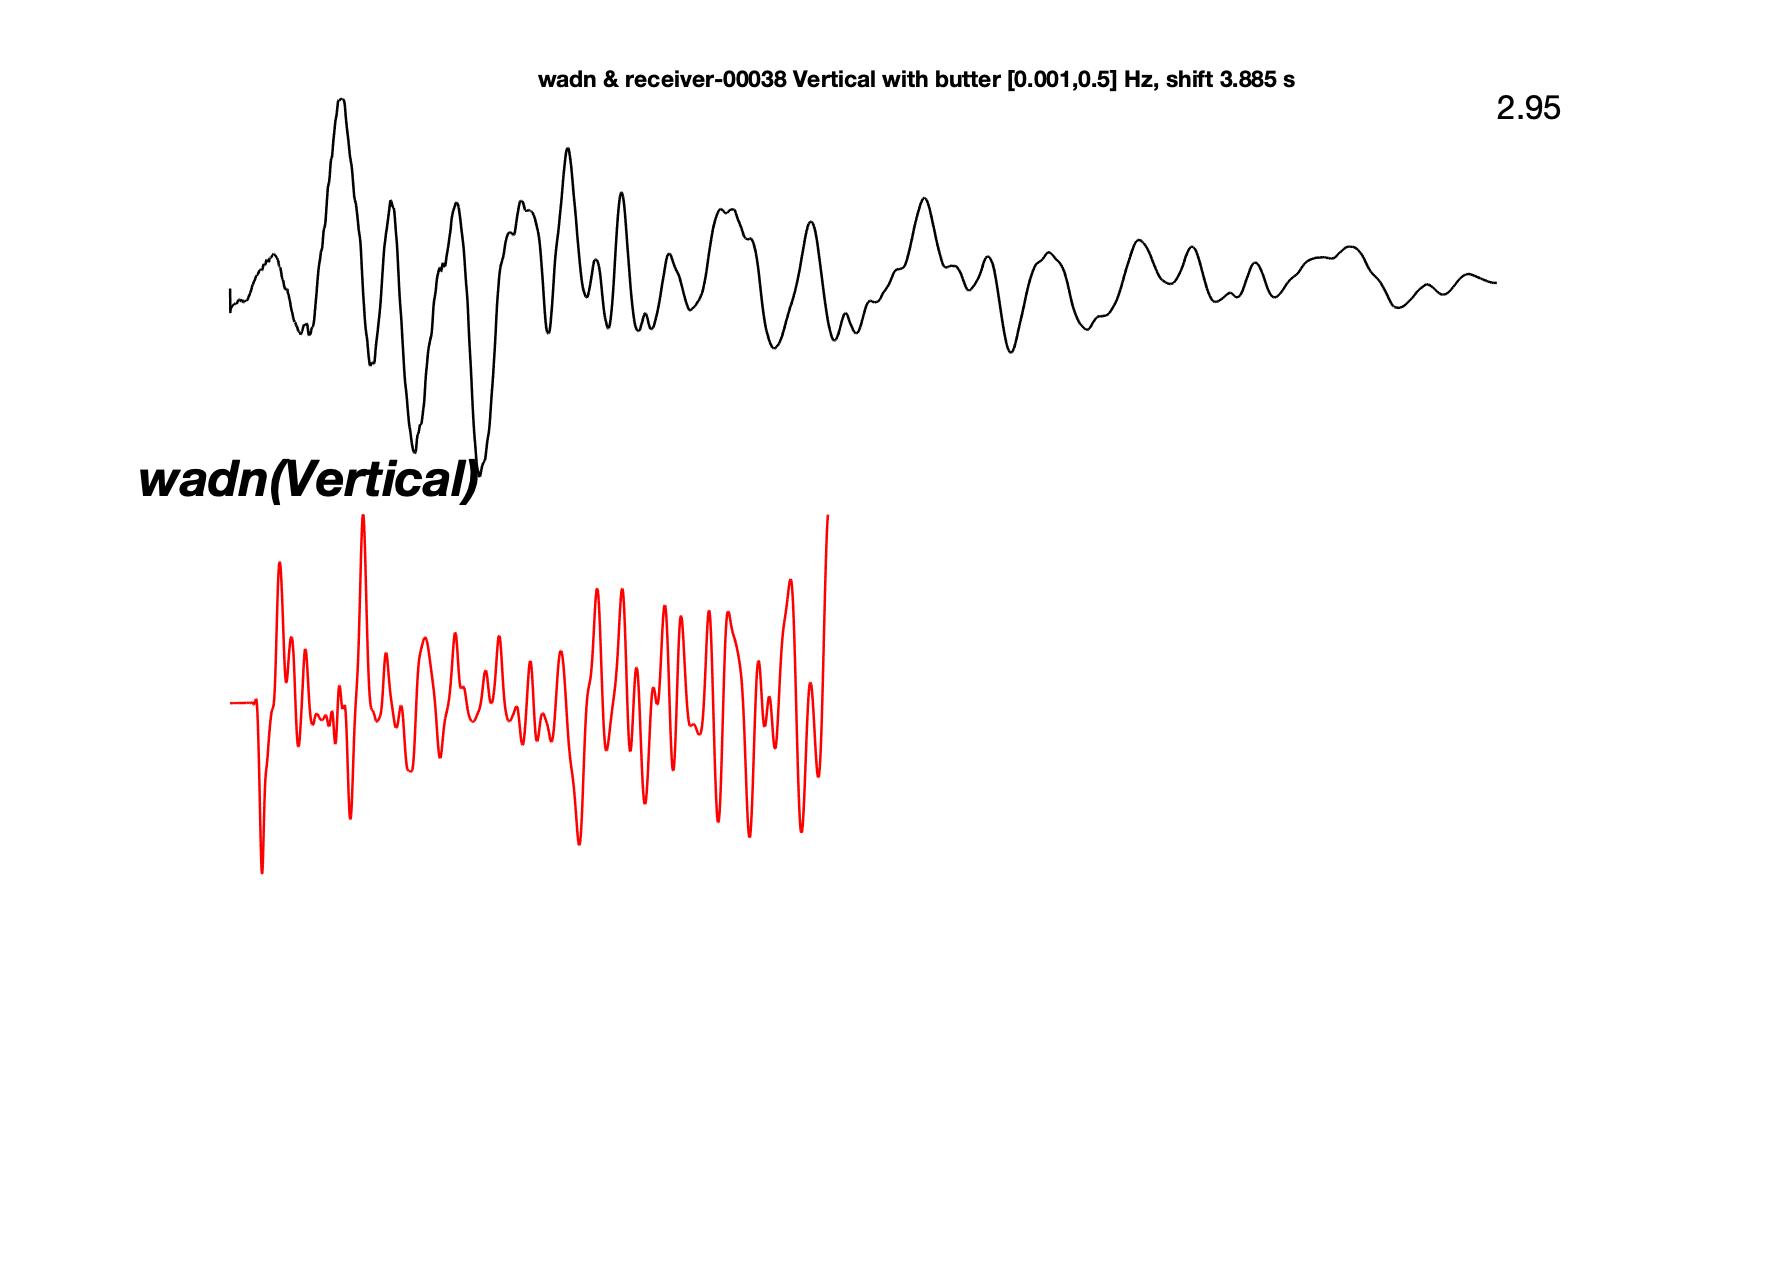 wadn & receiver-00038 Vertical with butter [0.001,0.5] Hz, shift 3.885 s
2.95
wadn(Vertical)